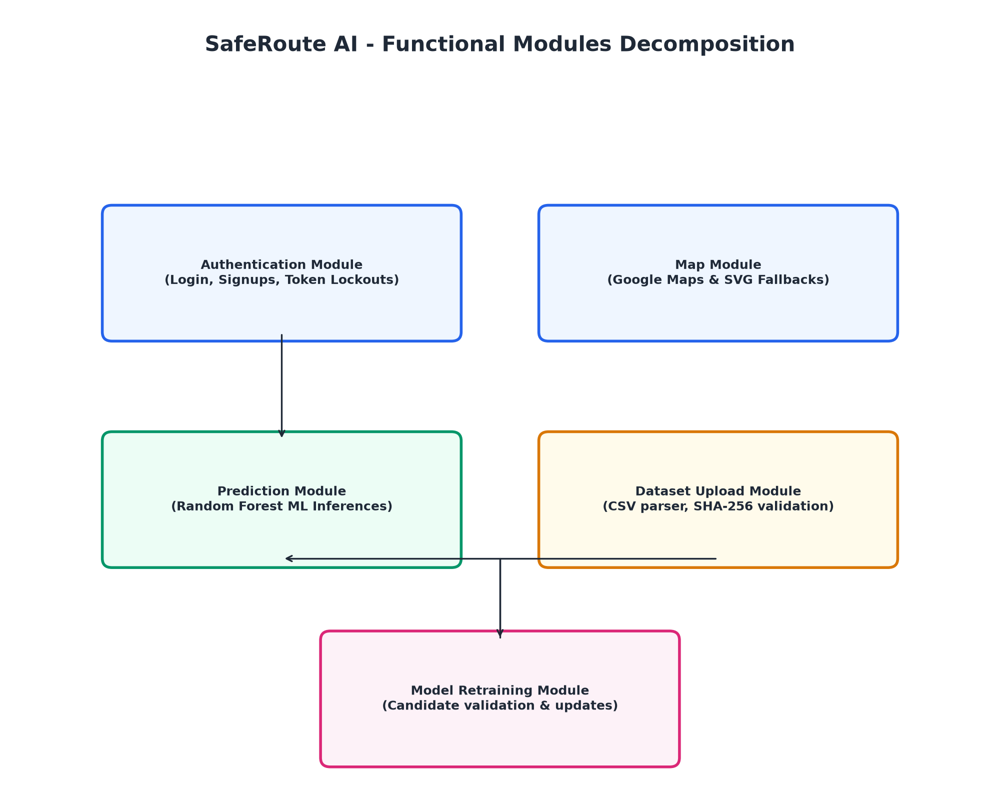 SafeRoute AI - Functional Modules Decomposition
Authentication Module
(Login, Signups, Token Lockouts)
Map Module
(Google Maps & SVG Fallbacks)
Prediction Module
(Random Forest ML Inferences)
Dataset Upload Module
(CSV parser, SHA-256 validation)
Model Retraining Module
(Candidate validation & updates)